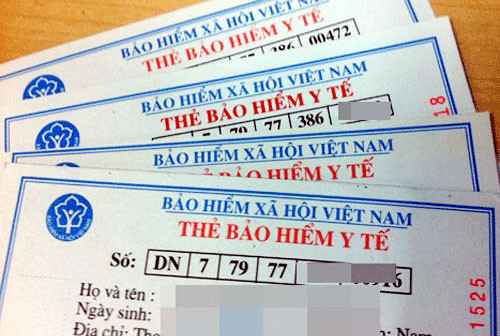 BẢO HIỂM XÃ HỘI VIỆT NAM
THẺ BẢO HIỂM Y TẾ
77 386 00472
BẢO HIỂM XÃ HỘI VIỆT NAM
THẺ BẢO HIỂM Y TẾ
7 79 77 386
18
BẢO HIỂM XÃ HỘI VIỆT NAM
THẺ BẢO HIỂM Y TẾ
BẢO HIỂM XÃ HỘI VIỆT NAM
THẺ BẢO HIỂM Y TẾ
Số: DN 7 79 77
Họ và tên :
Ngày sinh:
Nam
Địa chỉ:
1525